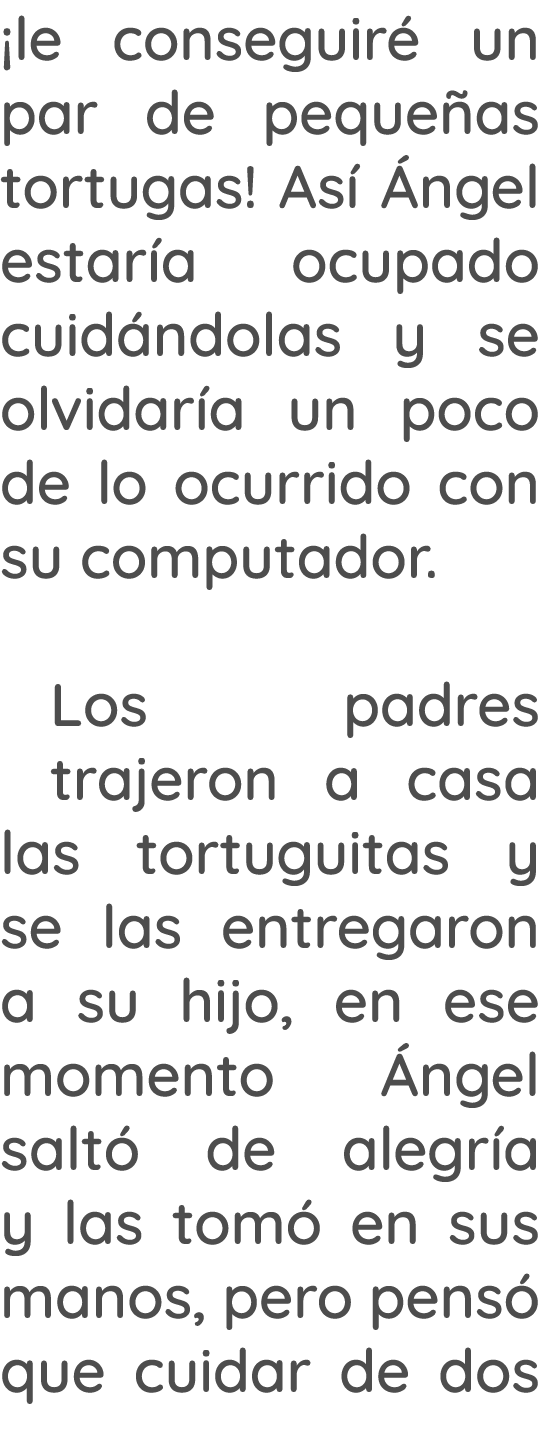 ¡le conseguiré un
par de pequeñas
tortugas! Así Ángel
estaría ocupado
cuidándolas y se
olvidaría un poco
de lo ocurrido con
su computador.
Los padres
trajeron a casa
las tortuguitas y
se las entregaron
a su hijo, en ese
momento Ángel
saltó de alegría
y las tomó en sus
manos, pero pensó
que cuidar de dos